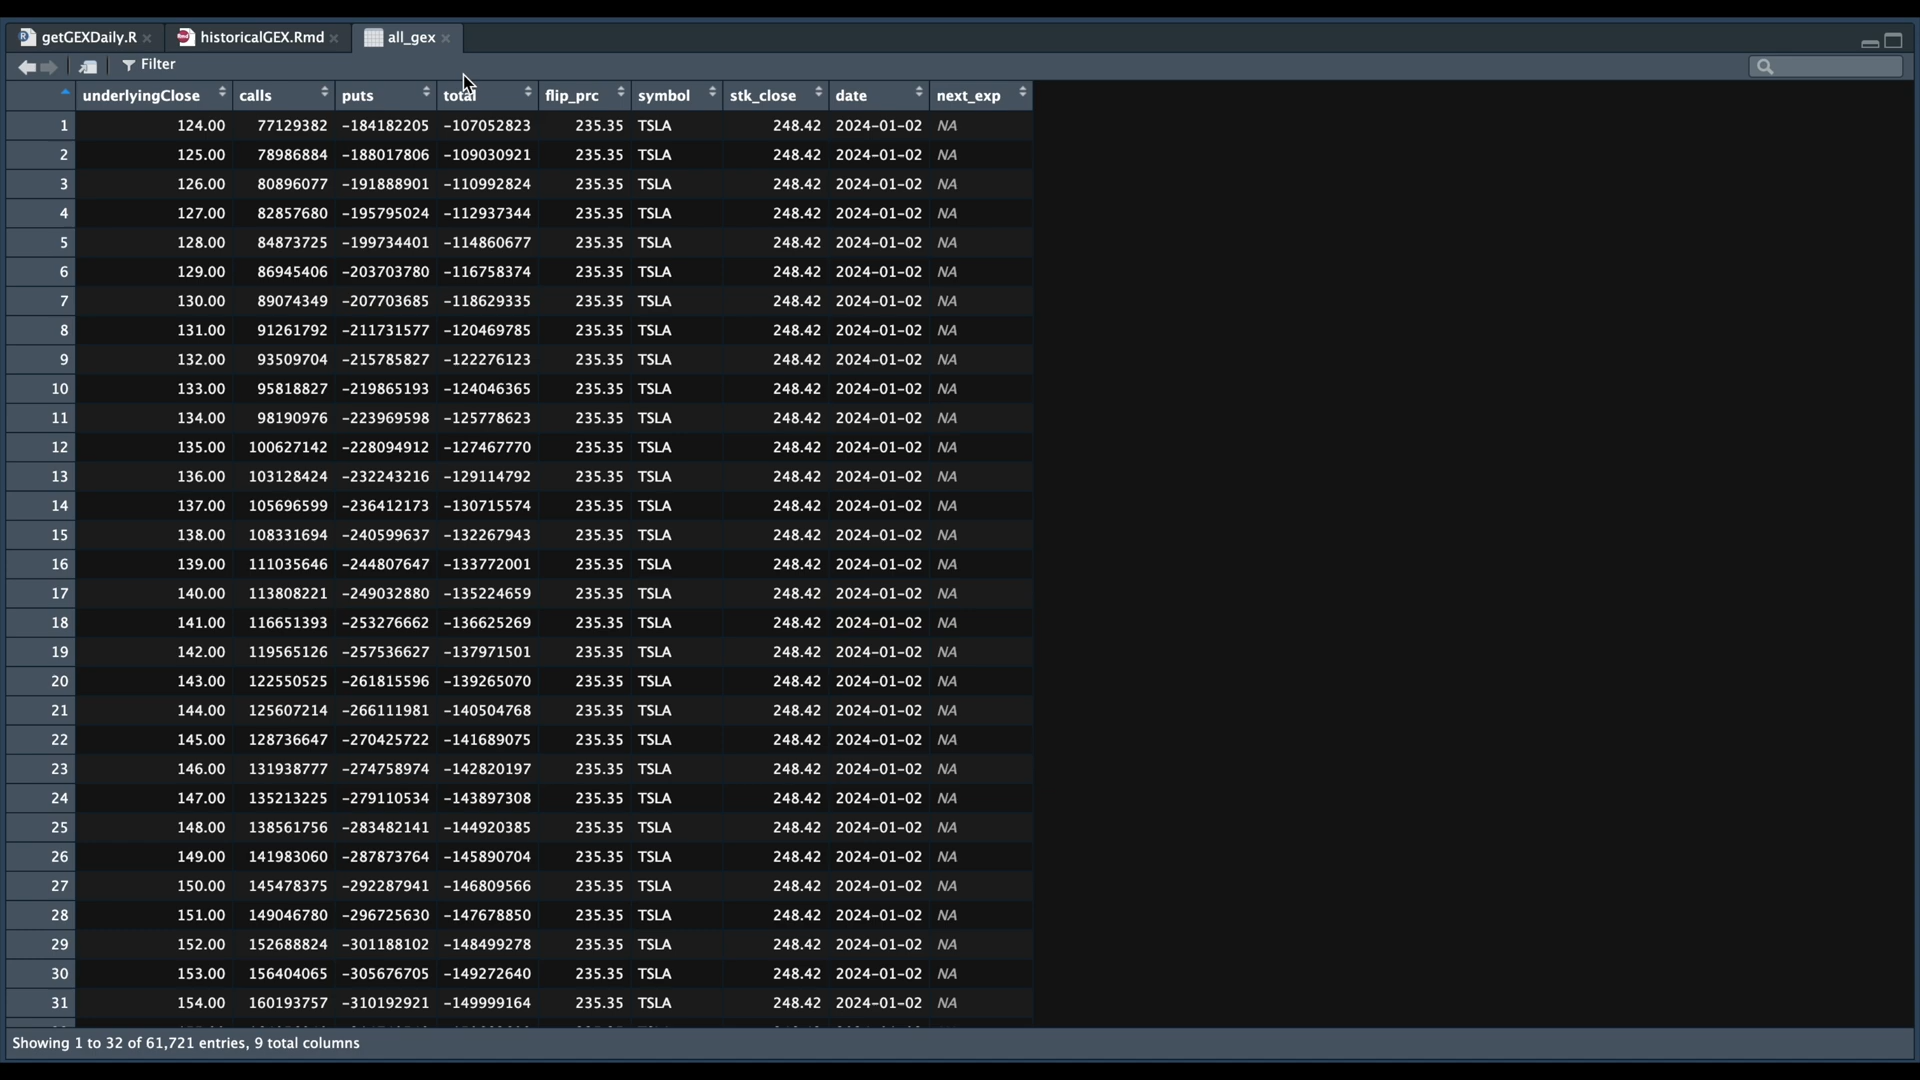 getGEXDaily.R historicalGEX.Rmd all_gex
Filter
underlyingClose calls puts total flip_prc symbol stk_close date next_exp
1 124.00 77129382 -184182205 -107052823 235.35 TSLA 248.42 2024-01-02 NA
2 125.00 78986884 -188017806 -109030921 235.35 TSLA 248.42 2024-01-02 NA
3 126.00 80896077 -191888901 -110992824 235.35 TSLA 248.42 2024-01-02 NA
4 127.00 82857680 -195795024 -112937344 235.35 TSLA 248.42 2024-01-02 NA
5 128.00 84873725 -199734401 -114860677 235.35 TSLA 248.42 2024-01-02 NA
6 129.00 86945406 -203703780 -116758374 235.35 TSLA 248.42 2024-01-02 NA
7 130.00 89074349 -207703685 -118629335 235.35 TSLA 248.42 2024-01-02 NA
8 131.00 91261792 -211731577 -120469785 235.35 TSLA 248.42 2024-01-02 NA
9 132.00 93509704 -215785827 -122276123 235.35 TSLA 248.42 2024-01-02 NA
10 133.00 95818827 -219865193 -124046365 235.35 TSLA 248.42 2024-01-02 NA
11 134.00 98190976 -223969598 -125778623 235.35 TSLA 248.42 2024-01-02 NA
12 135.00 100627142 -228094912 -127467770 235.35 TSLA 248.42 2024-01-02 NA
13 136.00 103128424 -232243216 -129114792 235.35 TSLA 248.42 2024-01-02 NA
14 137.00 105696599 -236412173 -130715574 235.35 TSLA 248.42 2024-01-02 NA
15 138.00 108331694 -240599637 -132267943 235.35 TSLA 248.42 2024-01-02 NA
16 139.00 111035646 -244807647 -133772001 235.35 TSLA 248.42 2024-01-02 NA
17 140.00 113808221 -249032880 -135224659 235.35 TSLA 248.42 2024-01-02 NA
18 141.00 116651393 -253276662 -136625269 235.35 TSLA 248.42 2024-01-02 NA
19 142.00 119565126 -257536627 -137971501 235.35 TSLA 248.42 2024-01-02 NA
20 143.00 122550525 -261815596 -139265070 235.35 TSLA 248.42 2024-01-02 NA
21 144.00 125607214 -266111981 -140504768 235.35 TSLA 248.42 2024-01-02 NA
22 145.00 128736647 -270425722 -141689075 235.35 TSLA 248.42 2024-01-02 NA
23 146.00 131938777 -274758974 -142820197 235.35 TSLA 248.42 2024-01-02 NA
24 147.00 135213225 -279110534 -143897308 235.35 TSLA 248.42 2024-01-02 NA
25 148.00 138561756 -283482141 -144920385 235.35 TSLA 248.42 2024-01-02 NA
26 149.00 141983060 -287873764 -145890704 235.35 TSLA 248.42 2024-01-02 NA
27 150.00 145478375 -292287941 -146809566 235.35 TSLA 248.42 2024-01-02 NA
28 151.00 149046780 -296725630 -147678850 235.35 TSLA 248.42 2024-01-02 NA
29 152.00 152688824 -301188102 -148499278 235.35 TSLA 248.42 2024-01-02 NA
30 153.00 156404065 -305676705 -149272640 235.35 TSLA 248.42 2024-01-02 NA
31 154.00 160193757 -310192921 -149999164 235.35 TSLA 248.42 2024-01-02 NA
Showing 1 to 32 of 61,721 entries, 9 total columns